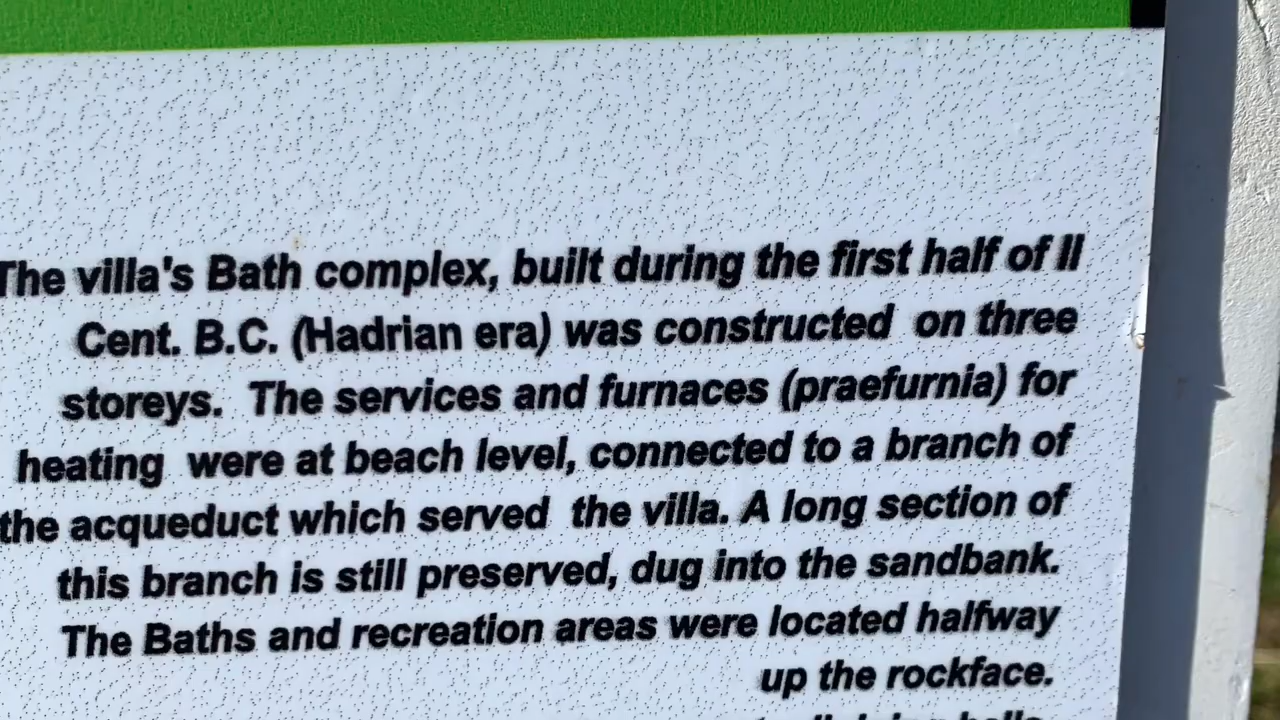 The villa's Bath complex, built during the first half of II
Cent. B.C. (Hadrian era) was constructed on three
storeys. The services and furnaces (praefurnia) for
heating were at beach level, connected to a branch of
the acqueduct which served the villa. A long section of
this branch is still preserved, dug into the sandbank.
The Baths and recreation areas were located halfway
up the rockface.